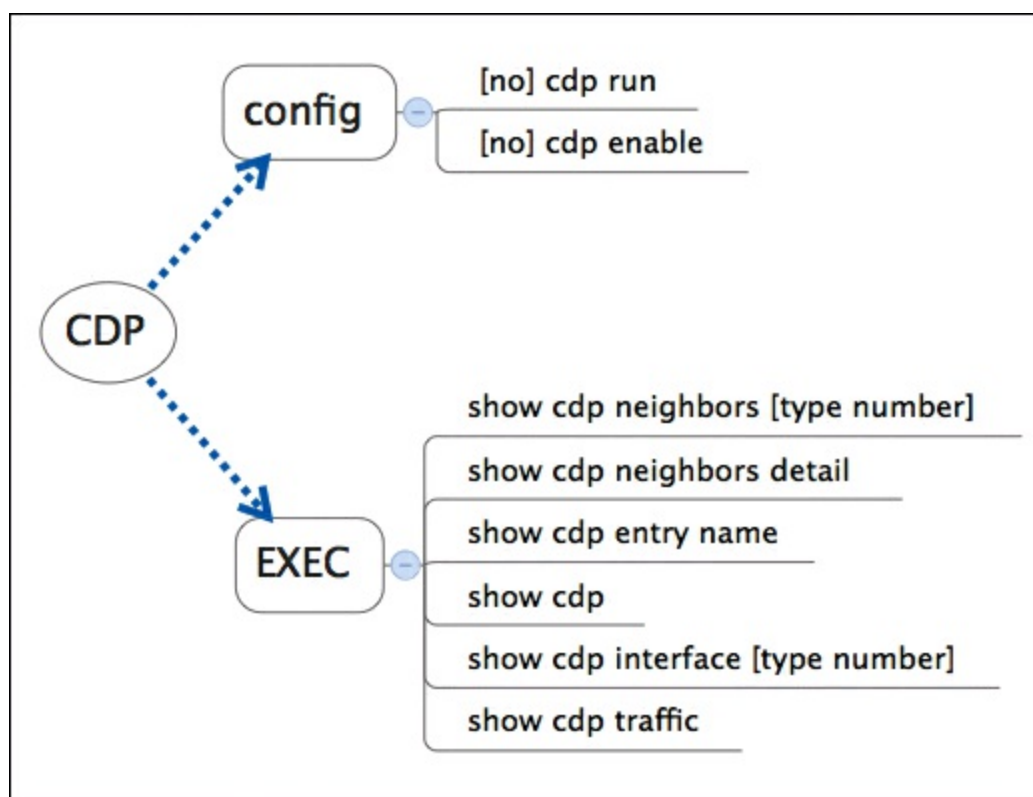 config
[no] cdp run
[no] cdp enable
CDP
EXEC
show cdp neighbors [type number]
show cdp neighbors detail
show cdp entry name
show cdp
show cdp interface [type number]
show cdp traffic